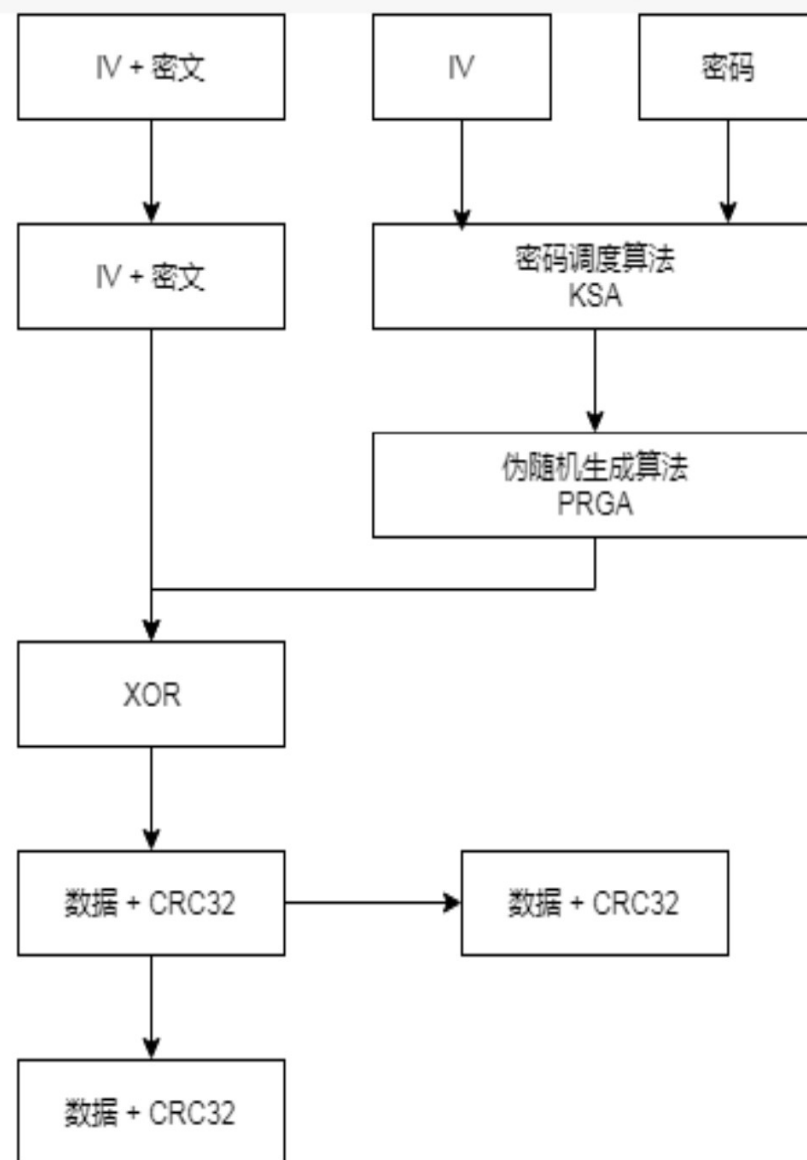 IV + 密文
IV
密码
IV + 密文
密码调度算法
KSA
伪随机生成算法
PRGA
XOR
数据 + CRC32
数据 + CRC32
数据 + CRC32